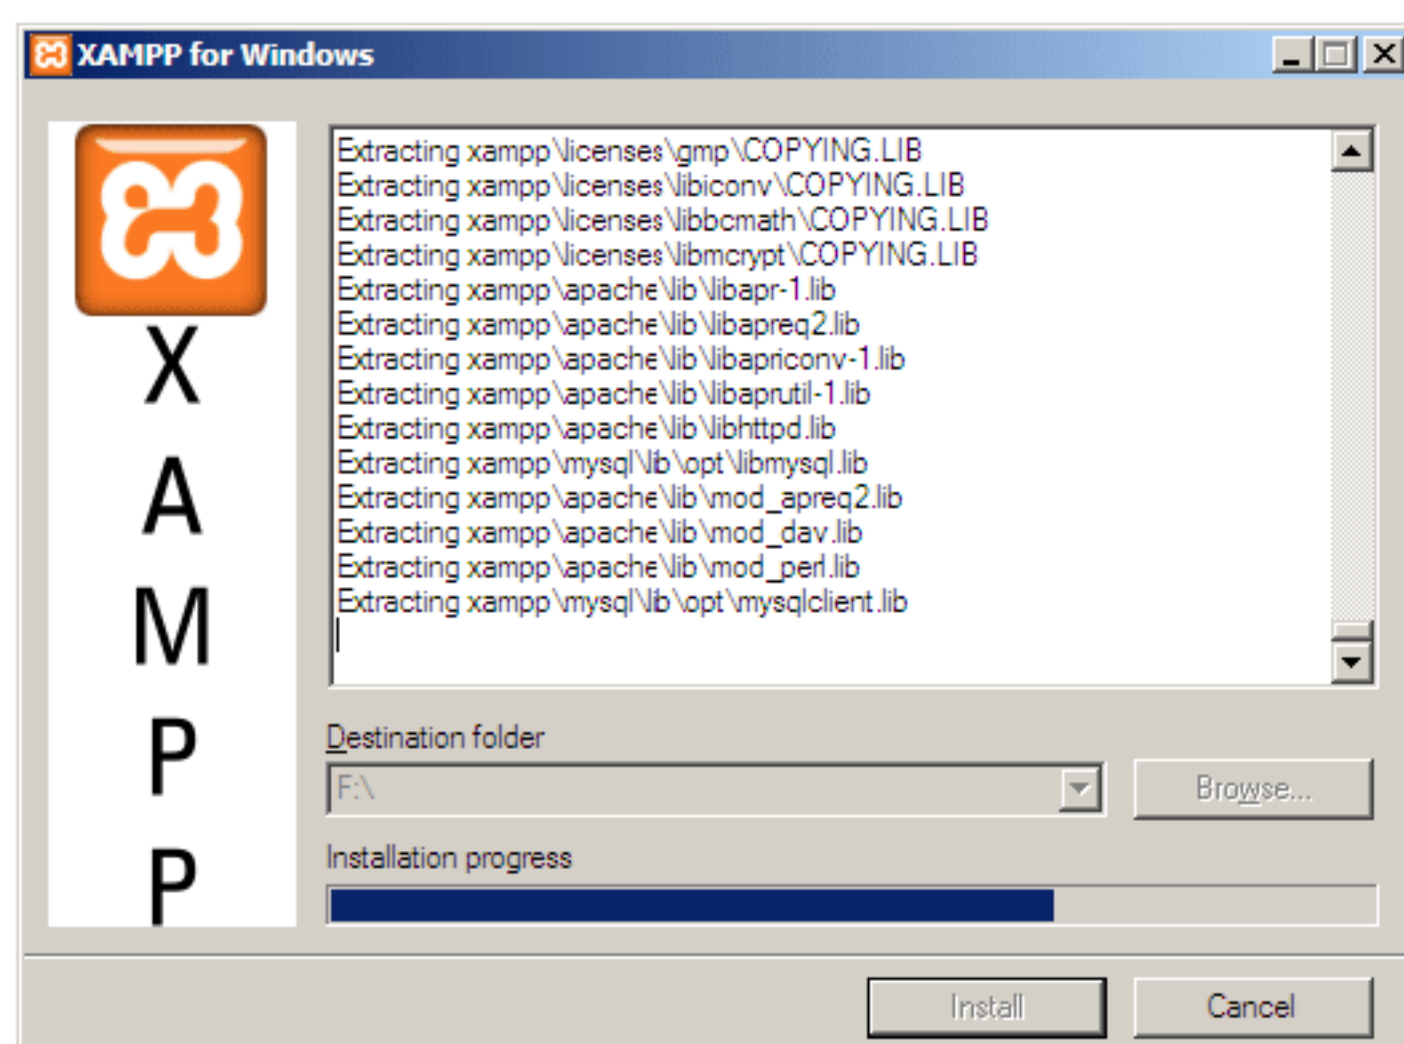 XAMPP for Windows
Extracting xampp\licenses\gmp\COPYING.LIB
Extracting xampp\licenses\libiconv\COPYING.LIB
Extracting xampp\licenses\libbcmath\COPYING.LIB
Extracting xampp\licenses\libmcrypt\COPYING.LIB
Extracting xampp\apache\lib\libapr-1.lib
Extracting xampp\apache\lib\libapreq2.lib
Extracting xampp\apache\lib\libapriconv-1.lib
Extracting xampp\apache\lib\libaprutil-1.lib
Extracting xampp\apache\lib\libhttpd.lib
Extracting xampp\mysql\lib\opt\libmysql.lib
Extracting xampp\apache\lib\mod_apreq2.lib
Extracting xampp\apache\lib\mod_dav.lib
Extracting xampp\apache\lib\mod_perl.lib
Extracting xampp\mysql\lib\opt\mysqlclient.lib
X
A
M
P
P
Destination folder
F:\
Browse...
Installation progress
Install
Cancel